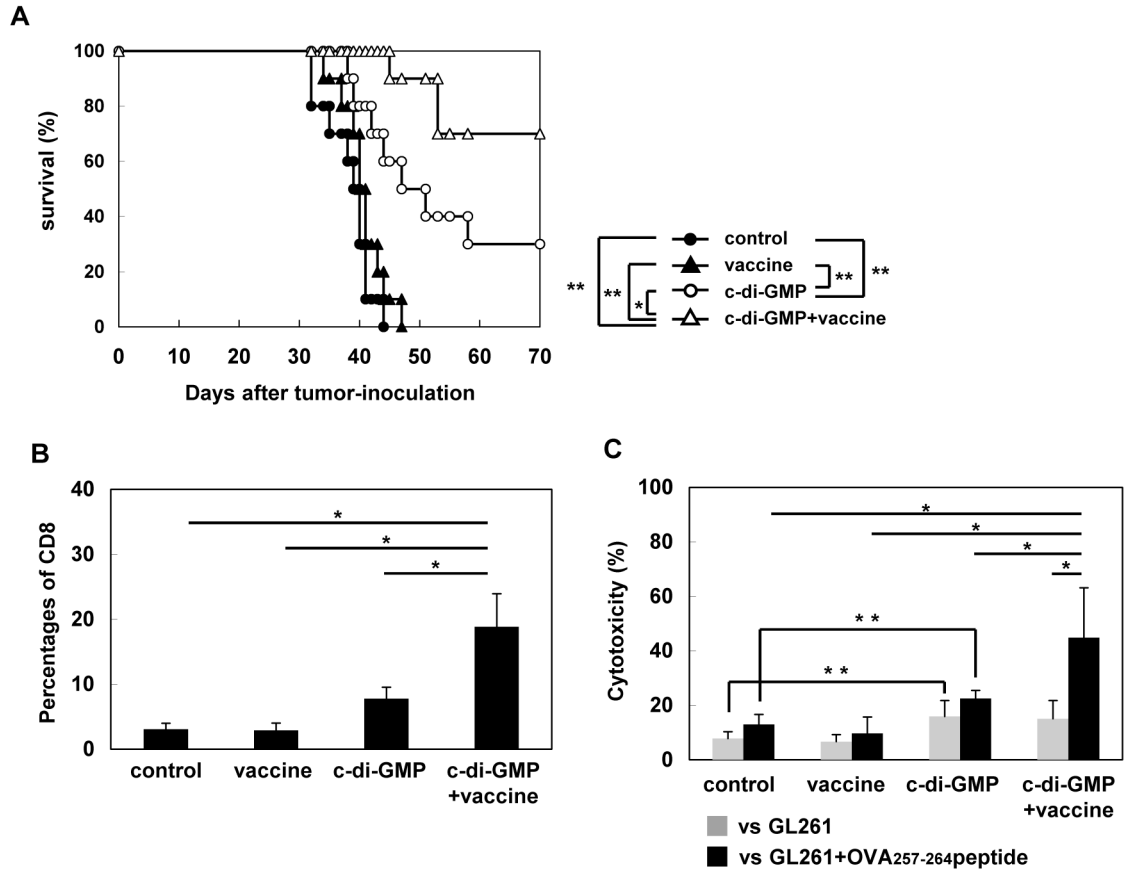 A
survival (%)
100
80
60
40
20
0
0 10 20 30 40 50 60 70
Days after tumor-inoculation
control
vaccine
c-di-GMP
c-di-GMP+vaccine
** ** * ** **
B
Percentages of CD8
40
30
20
10
0
*
*
*
control vaccine c-di-GMP c-di-GMP
+vaccine
C
Cytotoxicity (%)
100
80
60
40
20
0
*
*
*
*
* *
* *
control vaccine c-di-GMP c-di-GMP
+vaccine
vs GL261
vs GL261+OVA257-264peptide